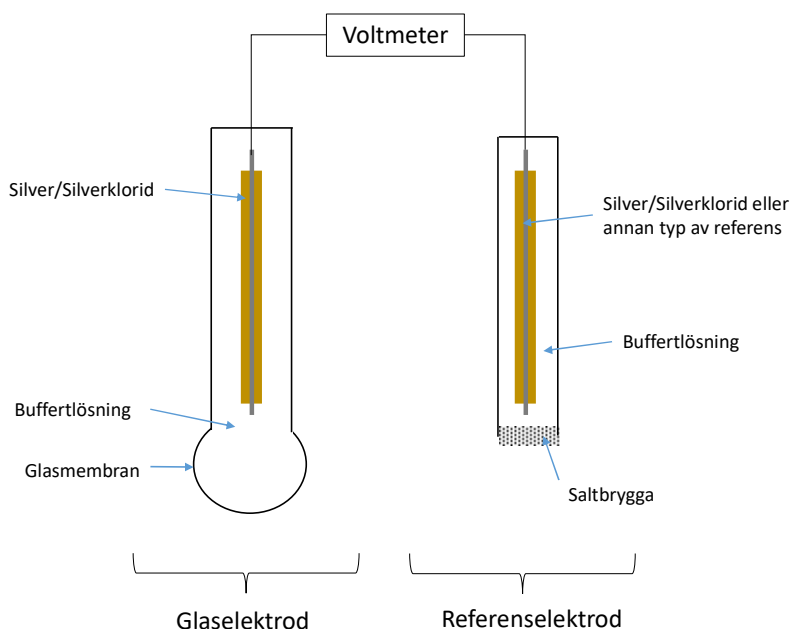 Voltmeter
Silver/Silverklorid
Silver/Silverklorid eller
annan typ av referens
Buffertlösning
Buffertlösning
Glasmembran
Saltbrygga
Glaselektrod
Referenselektrod